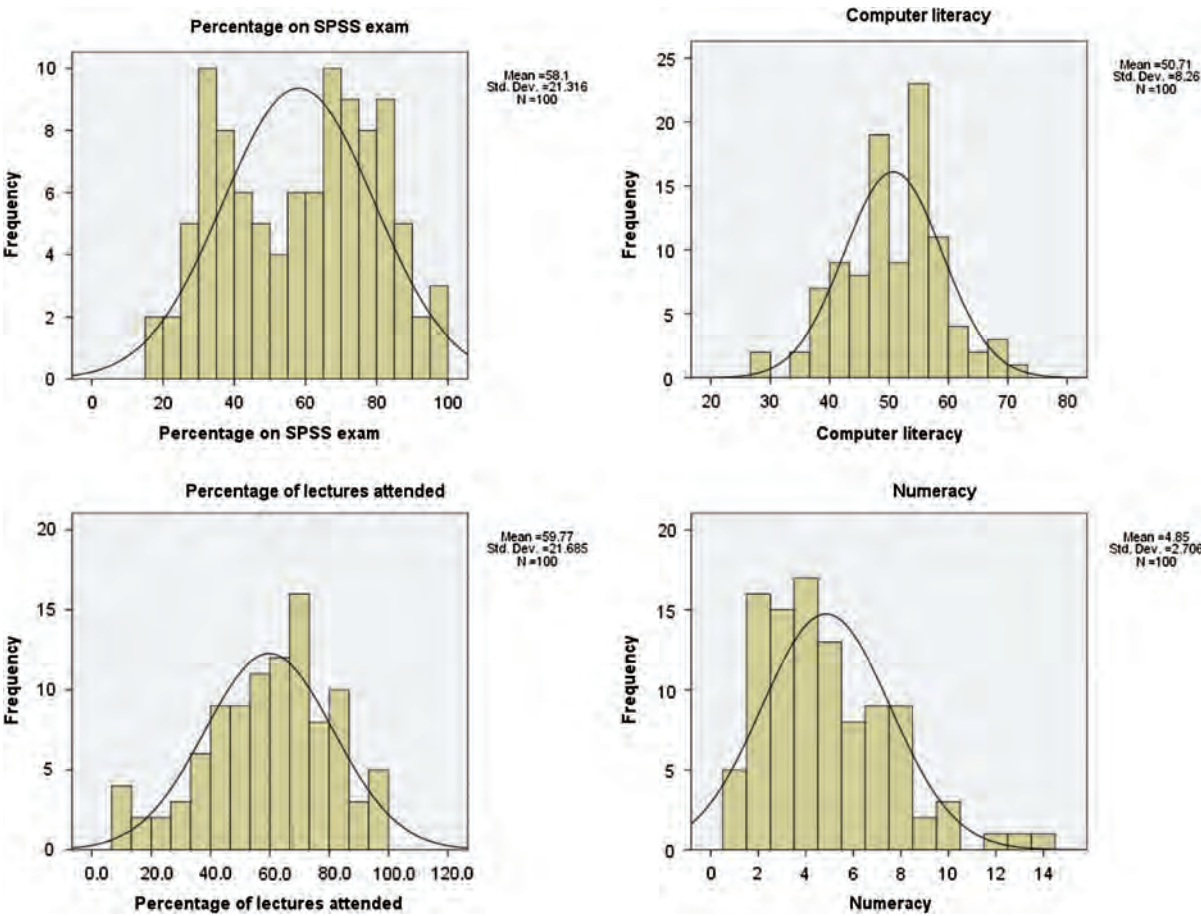 Percentage on SPSS exam
Mean =58.1
Std. Dev. =21.316
N =100
10
8
6
4
2
0
Frequency
0 20 40 60 80 100
Percentage on SPSS exam
Computer literacy
Mean =50.71
Std. Dev. =8.26
N =100
25
20
15
10
5
0
Frequency
20 30 40 50 60 70 80
Computer literacy
Percentage of lectures attended
Mean =59.77
Std. Dev. =21.685
N =100
20
15
10
5
0
Frequency
0.0 20.0 40.0 60.0 80.0 100.0 120.0
Percentage of lectures attended
Numeracy
Mean =4.85
Std. Dev. =2.706
N =100
20
15
10
5
0
Frequency
0 2 4 6 8 10 12 14
Numeracy